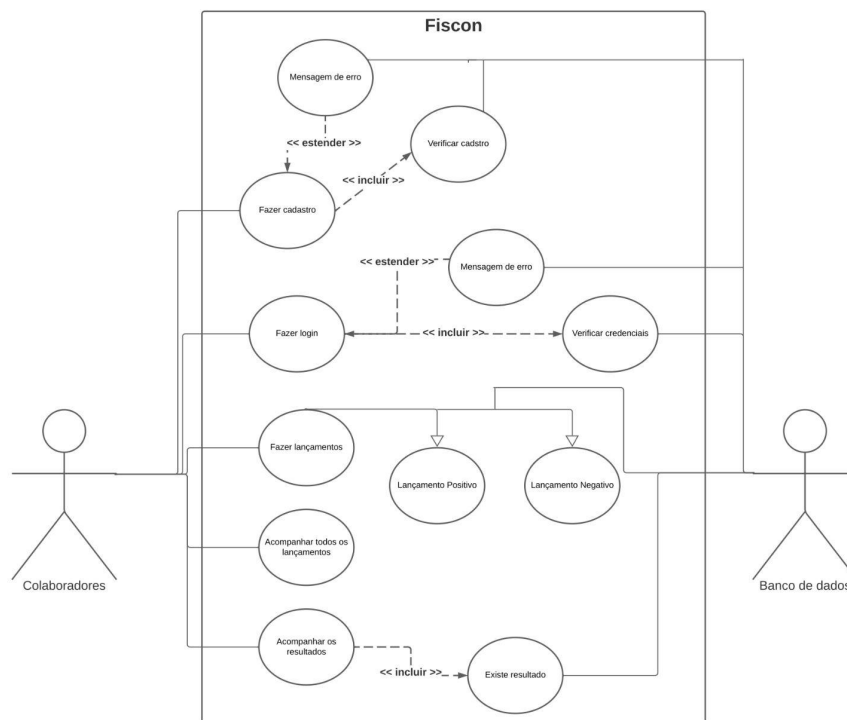 Fiscon
Mensagem de erro
<< estender >>
Verificar cadstro
<< incluir >>
Fazer cadastro
<< estender >>
Mensagem de erro
Fazer login
<< incluir >>
Verificar credenciais
Fazer lançamentos
Lançamento Positivo
Lançamento Negativo
Acompanhar todos os
lançamentos
Colaboradores
Banco de dados
Acompanhar os
resultados
<< incluir >>
Existe resultado